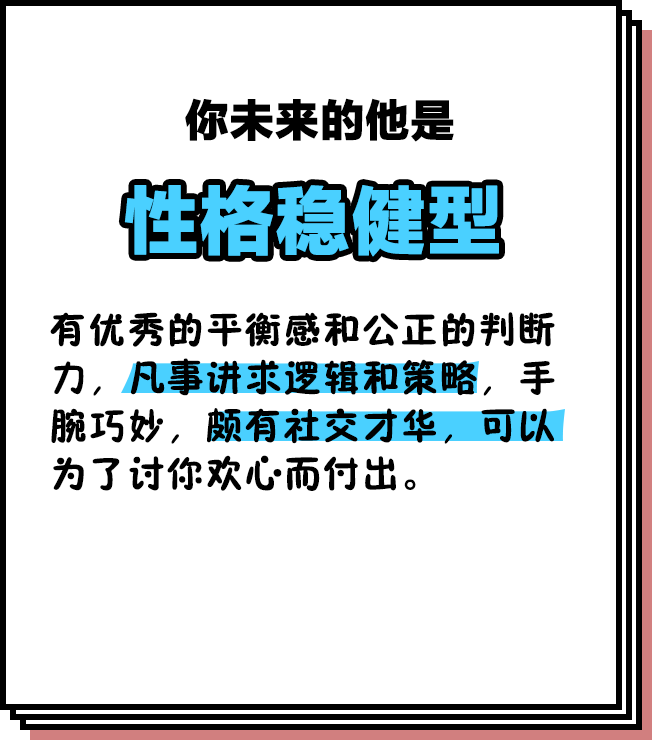 你未来的他是
性格稳健型
有优秀的平衡感和公正的判断
力，凡事讲求逻辑和策略，手
腕巧妙，颇有社交才华，可以
为了讨你欢心而付出。